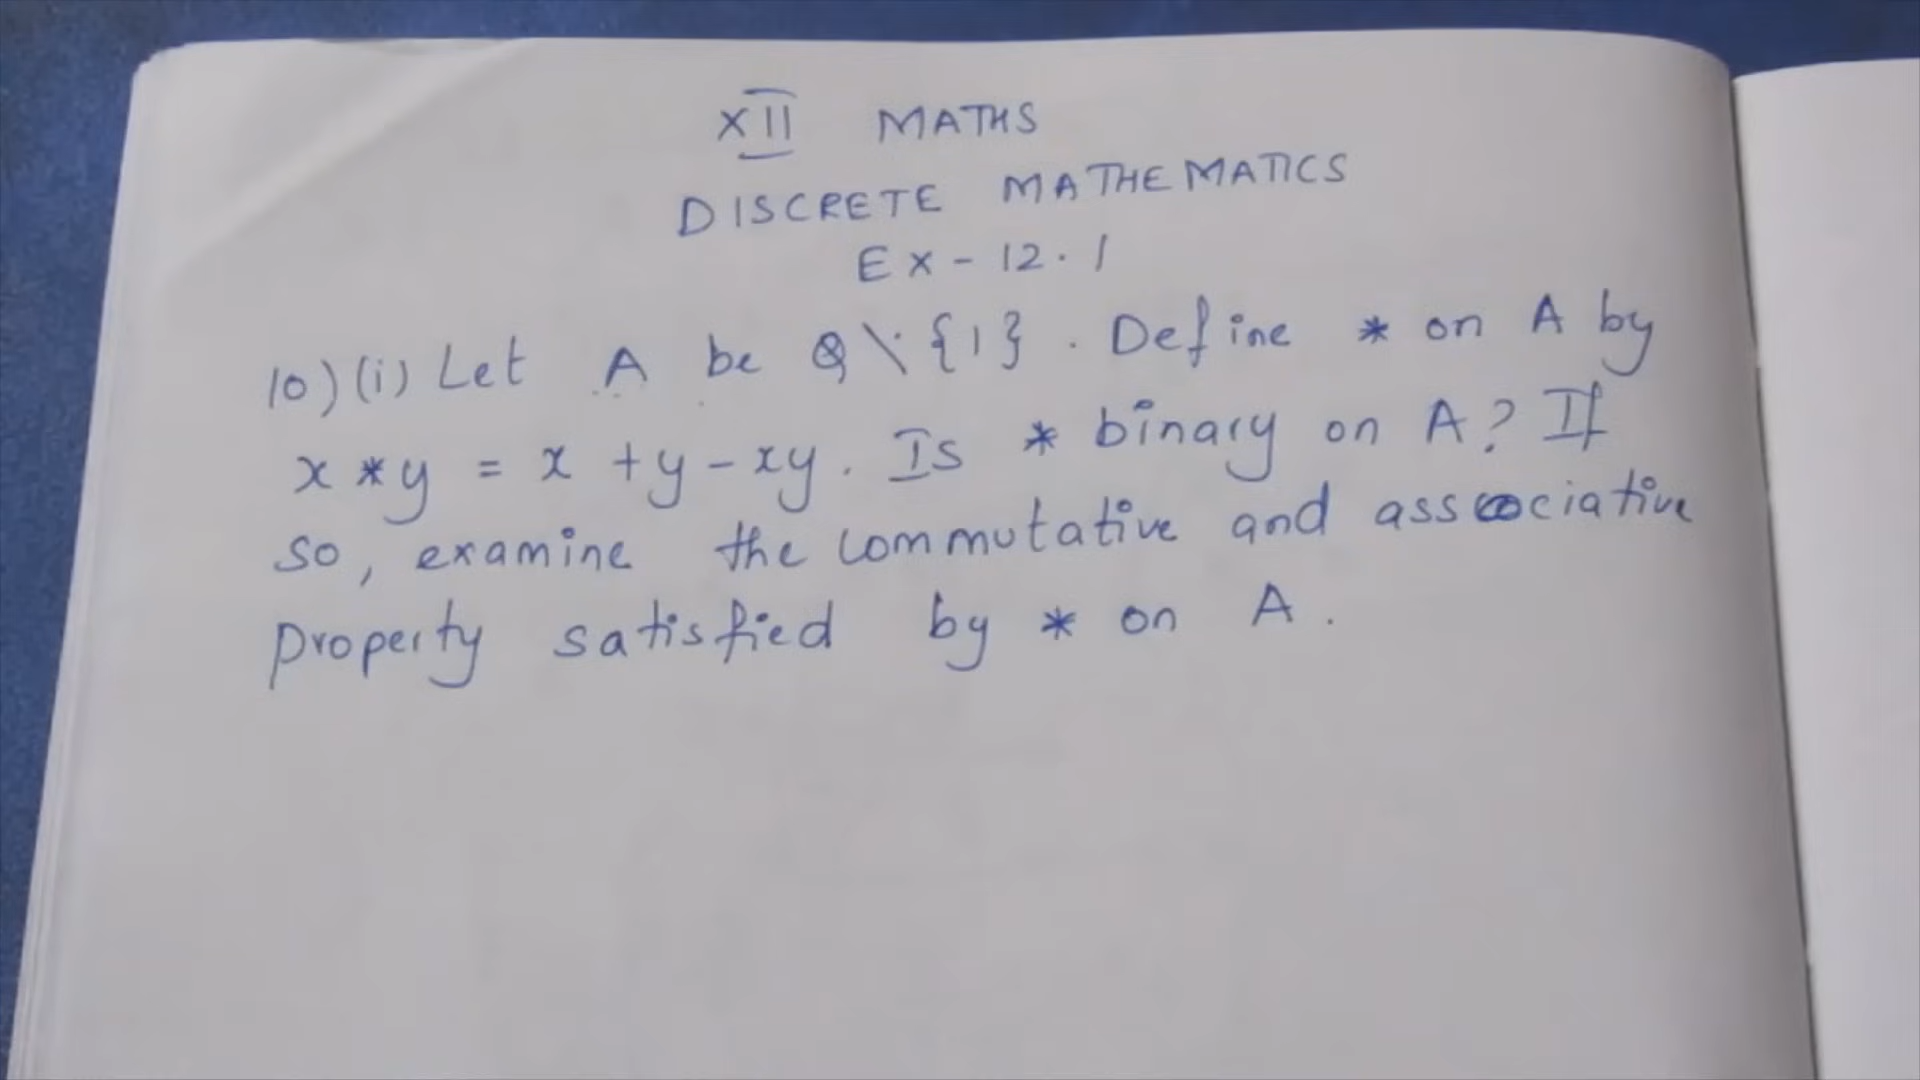 XII MATHS
DISCRETE MATHEMATICS
Ex - 12.1
10)(i) Let A be Q \ {1}. Define * on A by
x * y = x + y - xy. Is * binary on A? If
so, examine the commutative and associative
property satisfied by * on A.